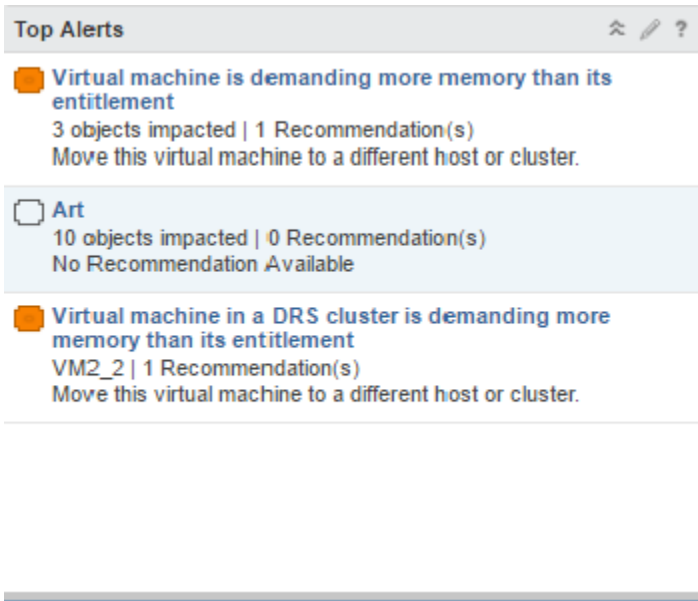 Top Alerts ?
Virtual machine is demanding more memory than its
entitlement
3 objects impacted | 1 Recommendation(s)
Move this virtual machine to a different host or cluster.
Art
10 objects impacted | 0 Recommendation(s)
No Recommendation Available
Virtual machine in a DRS cluster is demanding more
memory than its entitlement
VM2_2 | 1 Recommendation(s)
Move this virtual machine to a different host or cluster.